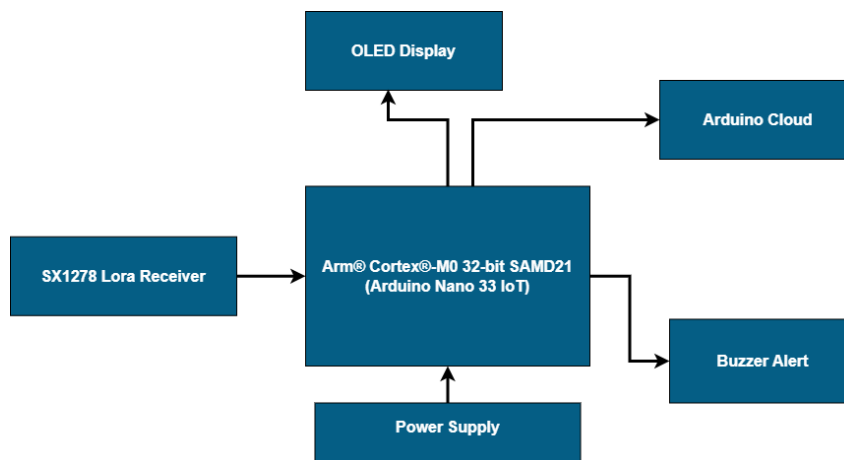 OLED Display
Arduino Cloud
SX1278 Lora Receiver
Arm® Cortex®-M0 32-bit SAMD21
(Arduino Nano 33 IoT)
Buzzer Alert
Power Supply